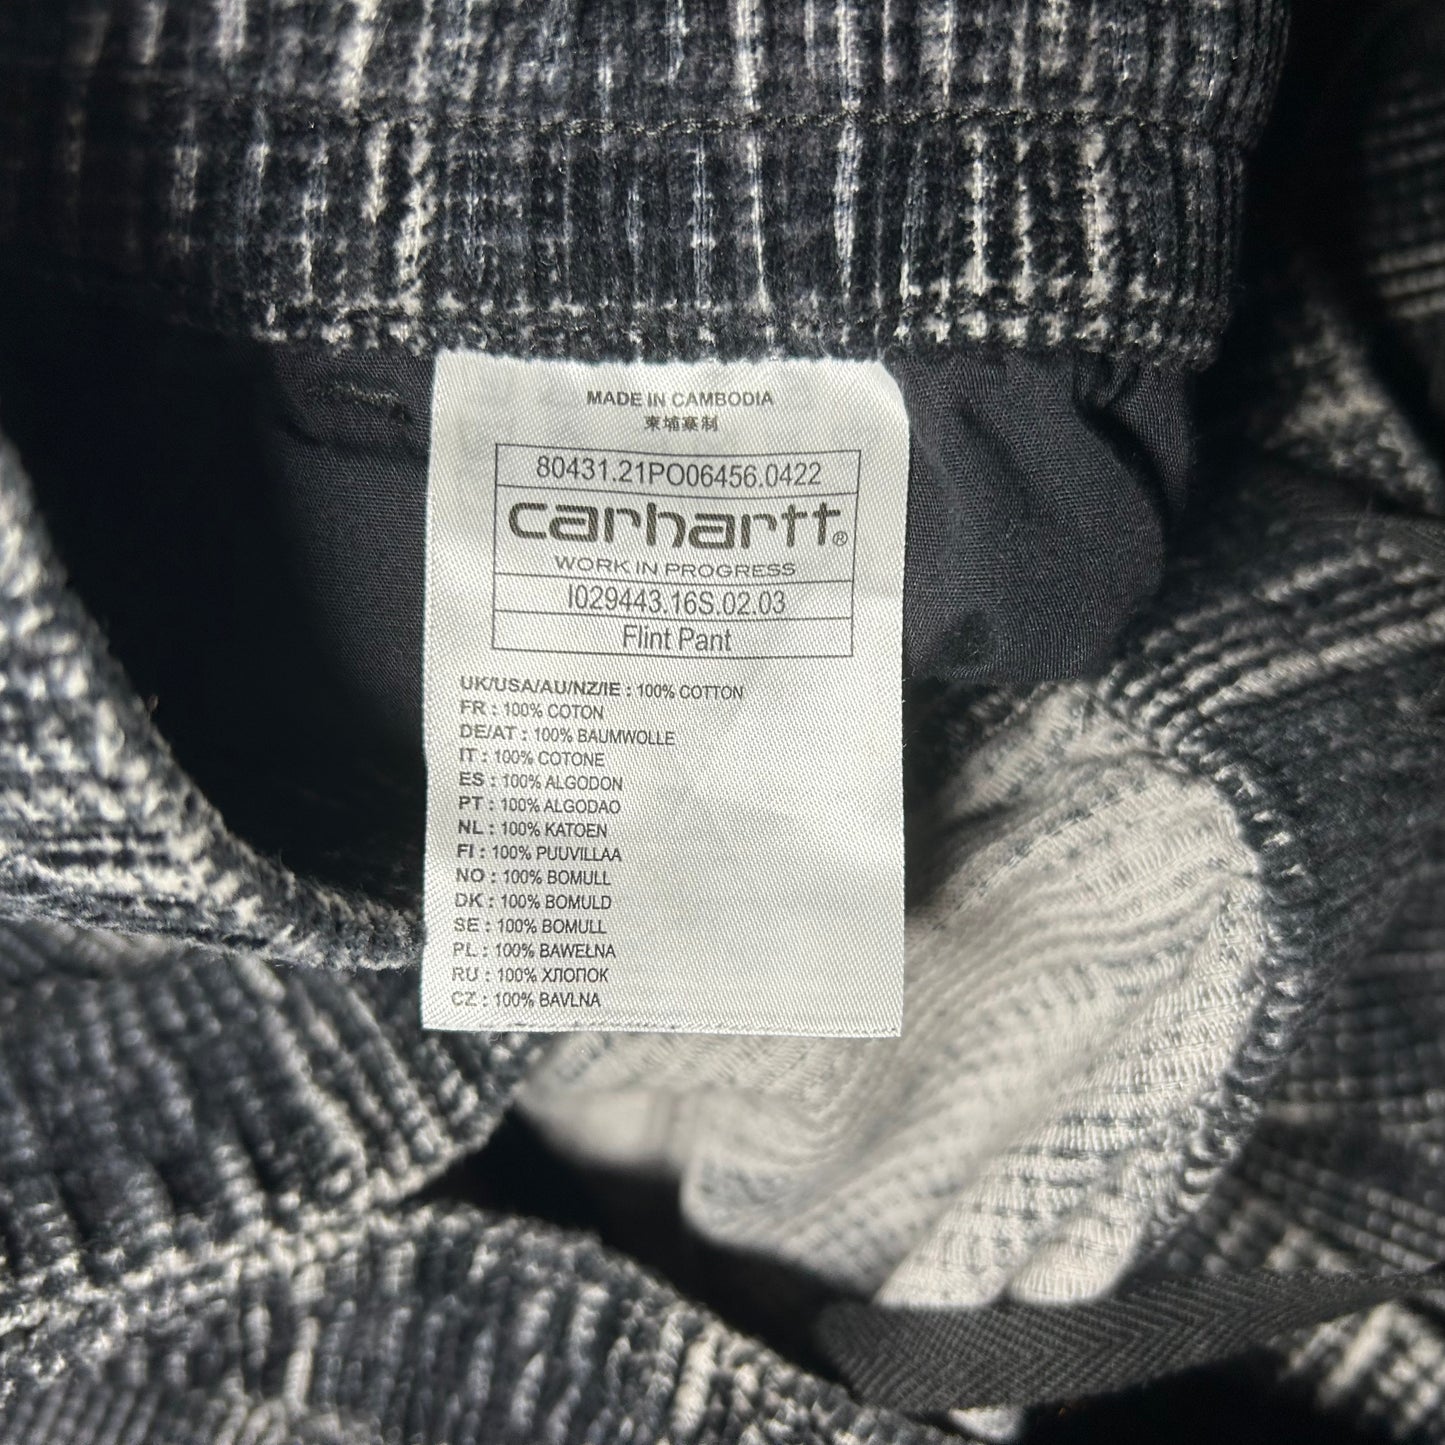 MADE IN CAMBODIA
柬埔寨制
80431.21PO06456.0422
carhartt®
WORK IN PROGRESS
I029443.16S.02.03
Flint Pant
UK/USA/AU/NZ/IE : 100% COTTON
FR : 100% COTON
DE/AT : 100% BAUMWOLLE
IT : 100% COTONE
ES : 100% ALGODON
PT : 100% ALGODAO
NL : 100% KATOEN
FI : 100% PUUVILLAA
NO : 100% BOMULL
DK : 100% BOMULD
SE : 100% BOMULL
PL : 100% BAWEŁNA
RU : 100% ХЛОПОК
CZ : 100% BAVLNA